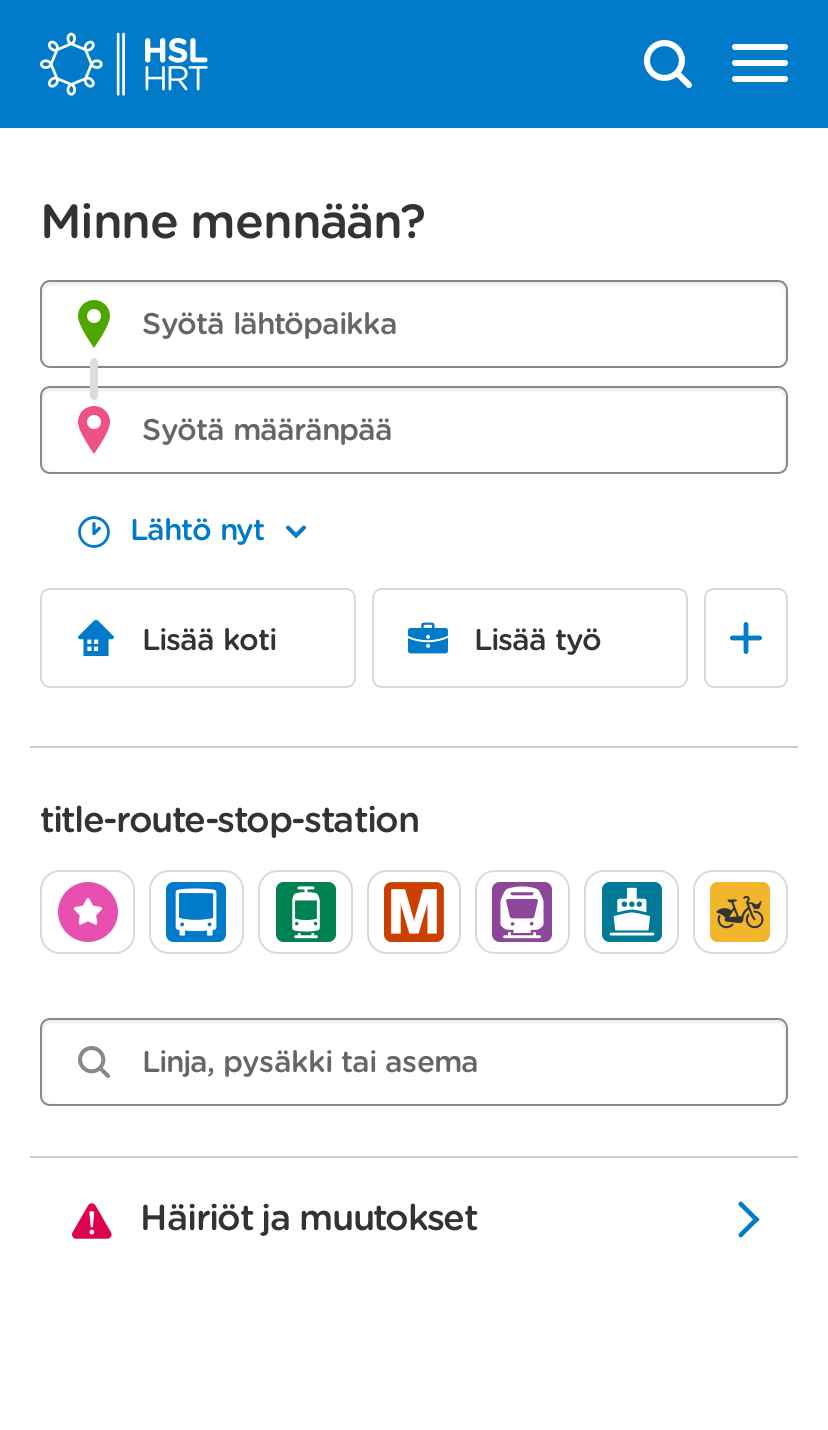 HSL
HRT
Minne mennään?
Syötä lähtöpaikka
Syötä määränpää
Lähtö nyt
Lisää koti
Lisää työ
title-route-stop-station
M
Linja, pysäkki tai asema
Häiriöt ja muutokset